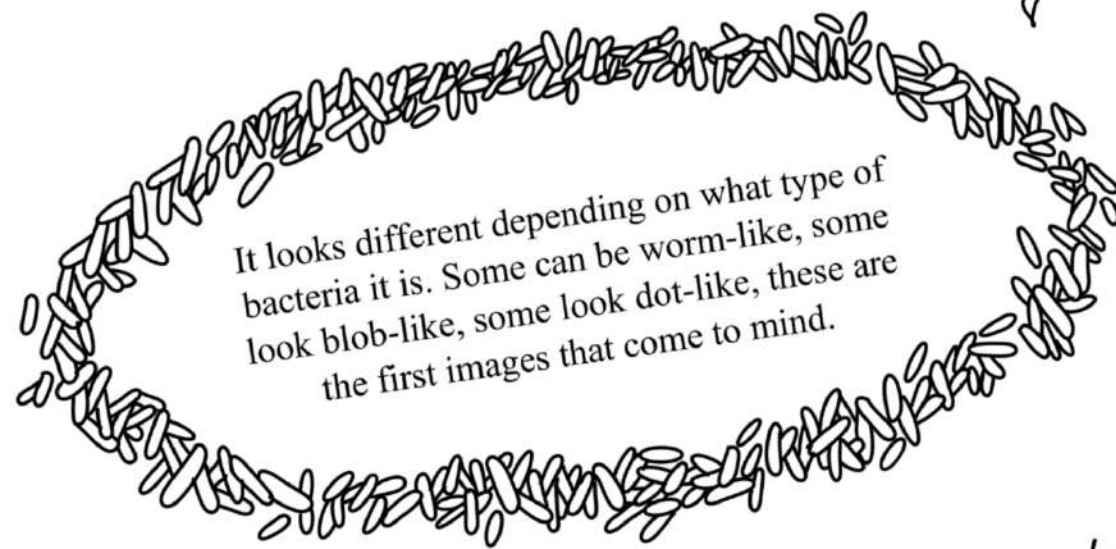 It looks different depending on what type of
bacteria it is. Some can be worm-like, some
look blob-like, some look dot-like, these are
the first images that come to mind.